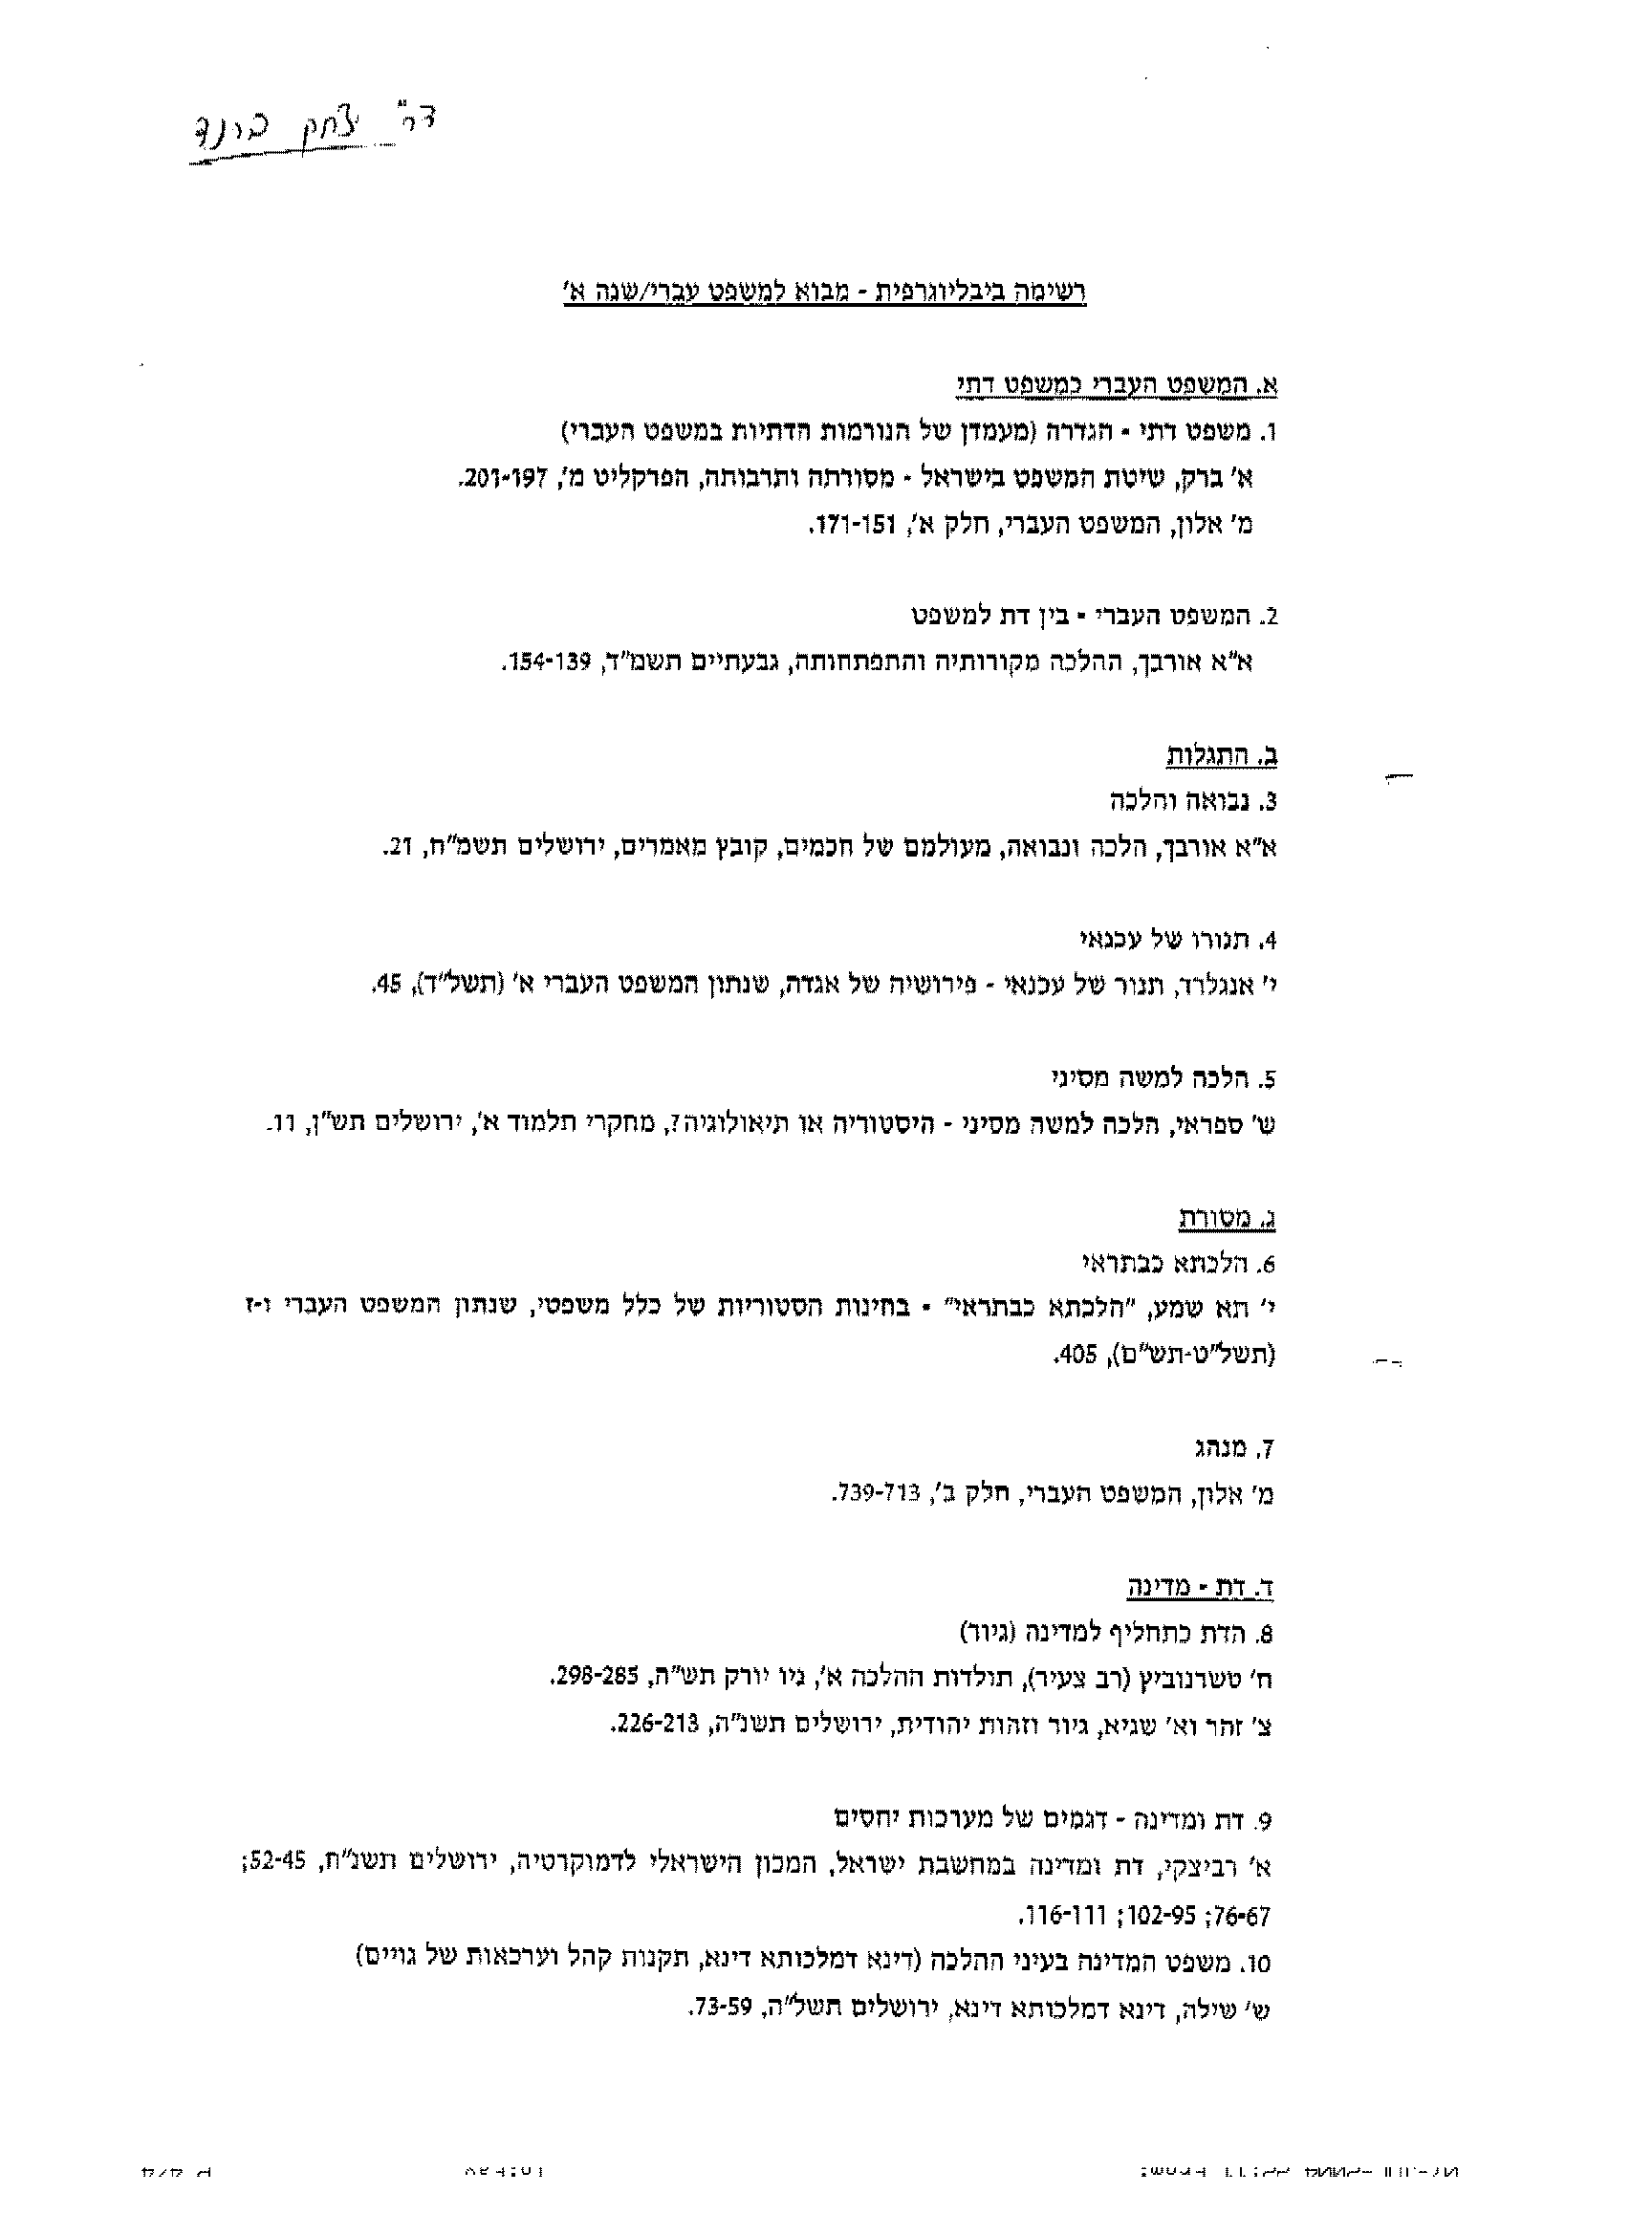 ד"ר יצחק ברנד
רשימה ביבליוגרפית - מבוא למשפט עברי/שנה א'
א. המשפט העברי כמשפט דתי
1. משפט דתי - הגדרה (מעמדן של הנורמות הדתיות במשפט העברי)
א' ברק, שיטת המשפט בישראל - מסורתה ותרבותה, הפרקליט מ', 201-197.
מ' אלון, המשפט העברי, חלק א', 171-151.
2. המשפט העברי - בין דת למשפט
א"א אורבך, ההלכה מקורותיה והתפתחותה, גבעתיים תשמ"ד, 154-139.
ב. התגלות
3. נבואה והלכה
א"א אורבך, הלכה ונבואה, מעולמם של חכמים, קובץ מאמרים, ירושלים תשמ"ח, 21.
4. תנורו של עכנאי
י' אנגלרד, תנור של עכנאי - פירושיה של אגדה, שנתון המשפט העברי א' (תשל"ד), 45.
5. הלכה למשה מסיני
ש' ספראי, הלכה למשה מסיני - היסטוריה או תיאולוגיה?, מחקרי תלמוד א', ירושלים תש"ן, 11.
ג. מסורת
6. הלכתא כבתראי
י' תא שמע, "הלכתא כבתראי" - בחינות הסטוריות של כלל משפטי, שנתון המשפט העברי ו-ז
(תשל"ט-תש"ם), 405.
7. מנהג
מ' אלון, המשפט העברי, חלק ב', 739-713.
ד. דת - מדינה
8. הדת כתחליף למדינה (גיור)
ח' טשרנוביץ (רב צעיר), תולדות ההלכה א', ניו יורק תש"ה, 298-285.
צ' זהר וא' שגיא, גיור וזהות יהודית, ירושלים תשנ"ה, 226-213.
9. דת ומדינה - דגמים של מערכות יחסים
א' רביצקי, דת ומדינה במחשבת ישראל, המכון הישראלי לדמוקרטיה, ירושלים תשנ"ח, 52-45;
76-67; 102-95; 116-111.
10. משפט המדינה בעיני ההלכה (דינא דמלכותא דינא, תקנות קהל וערכאות של גויים)
ש' שילה, דינא דמלכותא דינא, ירושלים תשל"ה, 73-59.